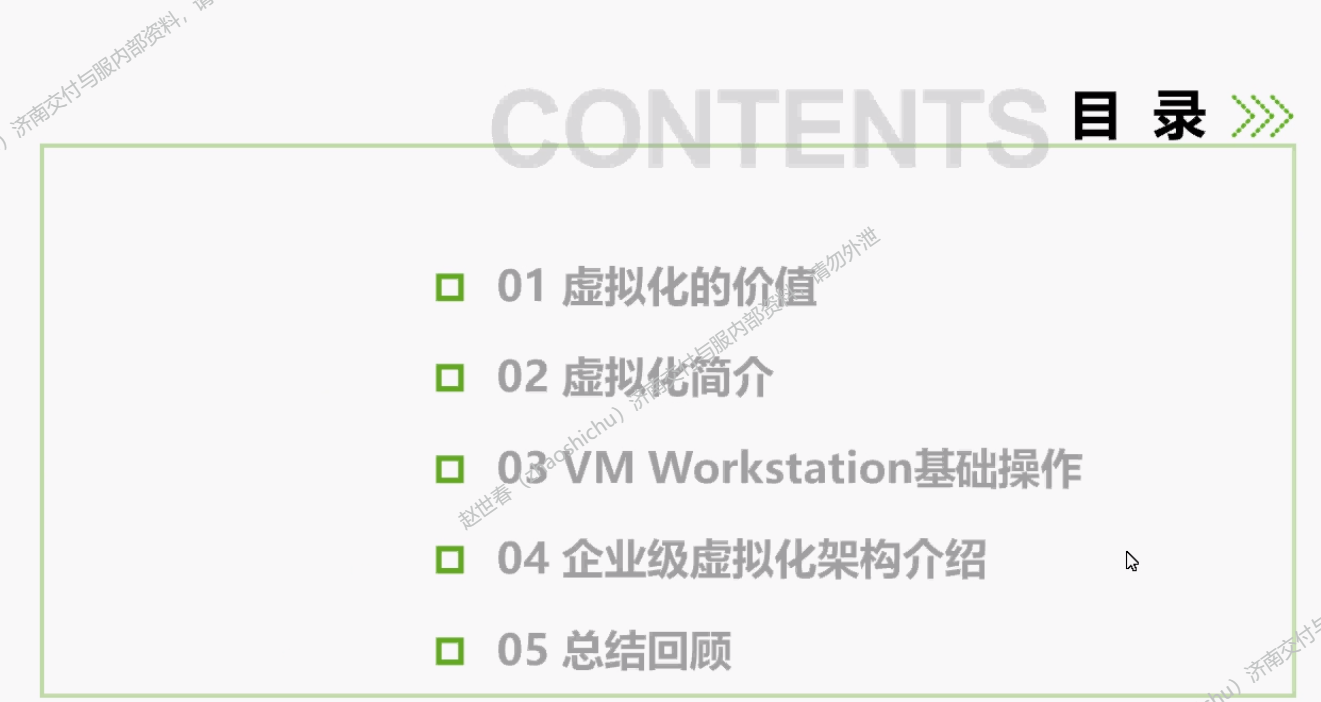 ）济南交付与服内部资料，请
CONTENTS 目 录
01 虚拟化的价值
02 虚拟化简介
03 VM Workstation基础操作
04 企业级虚拟化架构介绍
05 总结回顾
赵世春（zhaoshichu）济南交付与服内部资料，请勿外泄
hu）济南交付与